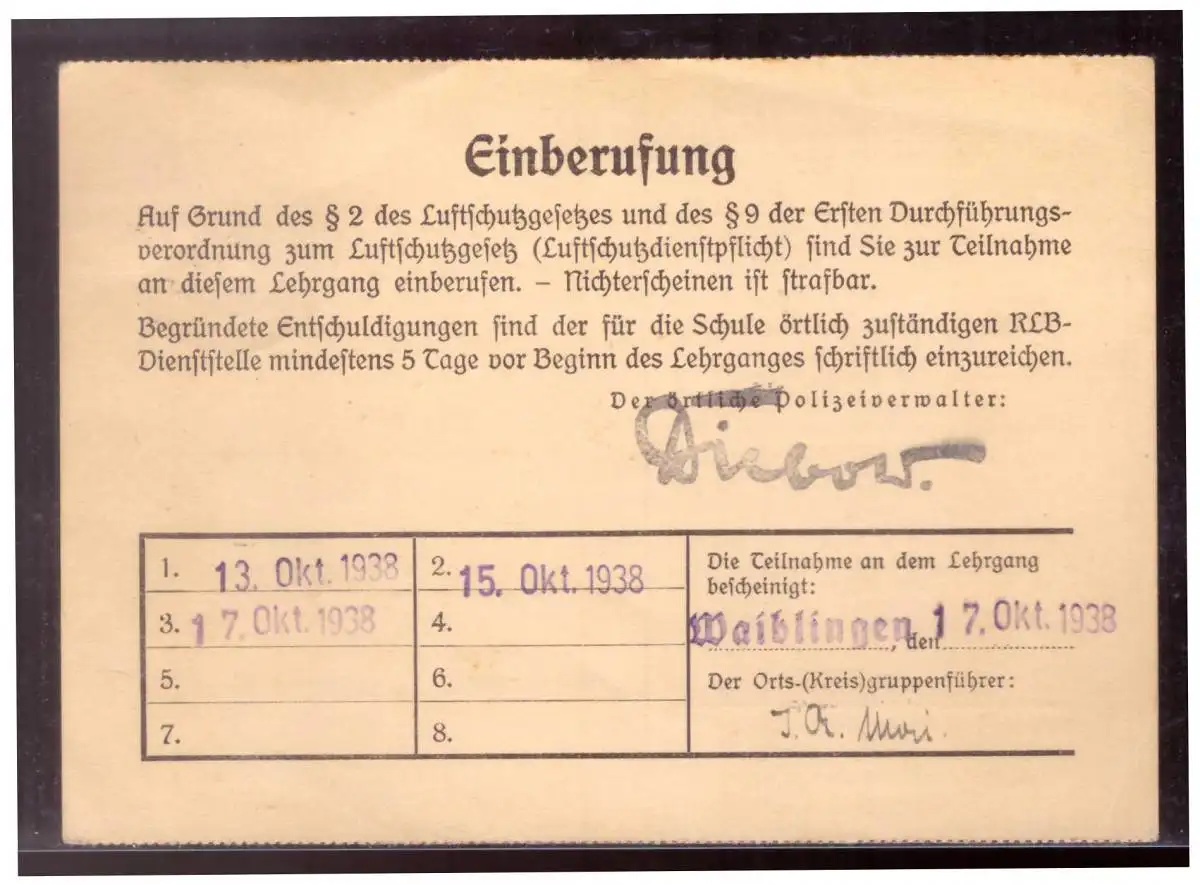 Einberufung
Auf Grund des § 2 des Luftschutzgesetzes und des § 9 der Ersten Durchführungs-
verordnung zum Luftschutzgesetz (Luftschutzdienstpflicht) sind Sie zur Teilnahme
an diesem Lehrgang einberufen. – Nichterscheinen ist strafbar.
Begründete Entschuldigungen sind der für die Schule örtlich zuständigen RLB-
Dienststelle mindestens 5 Tage vor Beginn des Lehrganges schriftlich einzureichen.
Der örtliche Polizeiverwalter:
Diebow.
1. 13. Okt. 1938
2. 15. Okt. 1938
3. 17. Okt. 1938
4.
5.
6.
7.
8.
Die Teilnahme an dem Lehrgang
bescheinigt:
Waiblingen, den 17. Okt. 1938
Der Orts-(Kreis)gruppenführer: